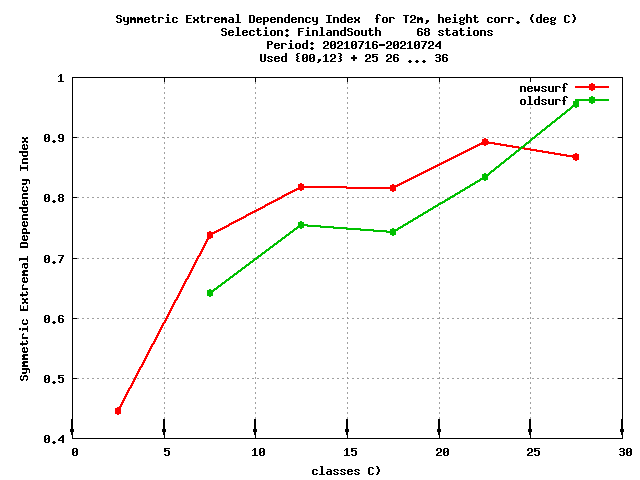 Symmetric Extremal Dependency Index  for T2m, height corr. (deg C)
Selection: FinlandSouth     68 stations
Period: 20210716-20210724
Used {00,12} + 25 26 ... 36
newsurf
oldsurf
Symmetric Extremal Dependency Index
1
0.9
0.8
0.7
0.6
0.5
0.4
0 5 10 15 20 25 30
classes C)